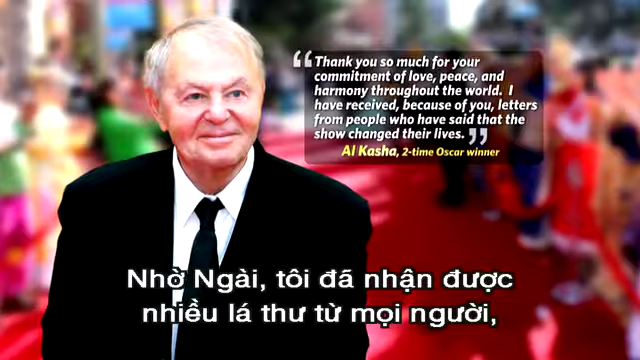 “Thank you so much for your
commitment of love, peace, and
harmony throughout the world. I
have received, because of you, letters
from people who have said that the
show changed their lives.”
Al Kasha, 2-time Oscar winner
Nhờ Ngài, tôi đã nhận được
nhiều lá thư từ mọi người,